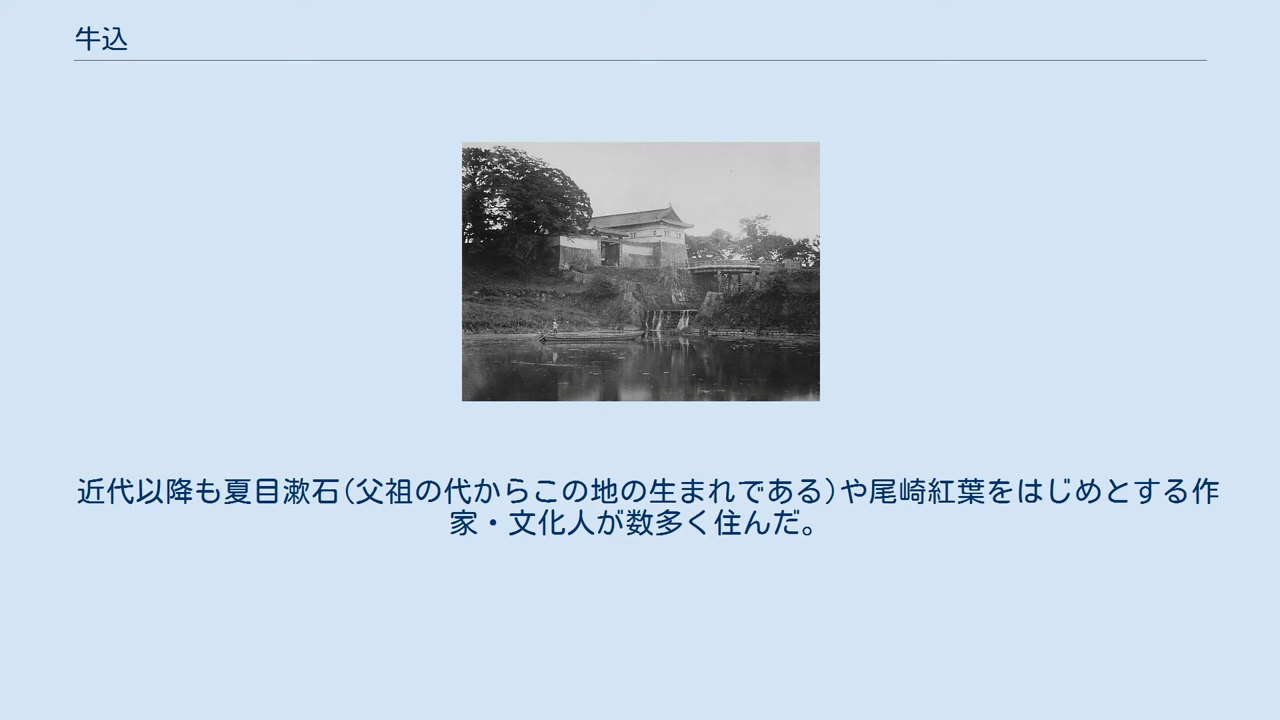 牛込
近代以降も夏目漱石(父祖の代からこの地の生まれである)や尾崎紅葉をはじめとする作
家・文化人が数多く住んだ。